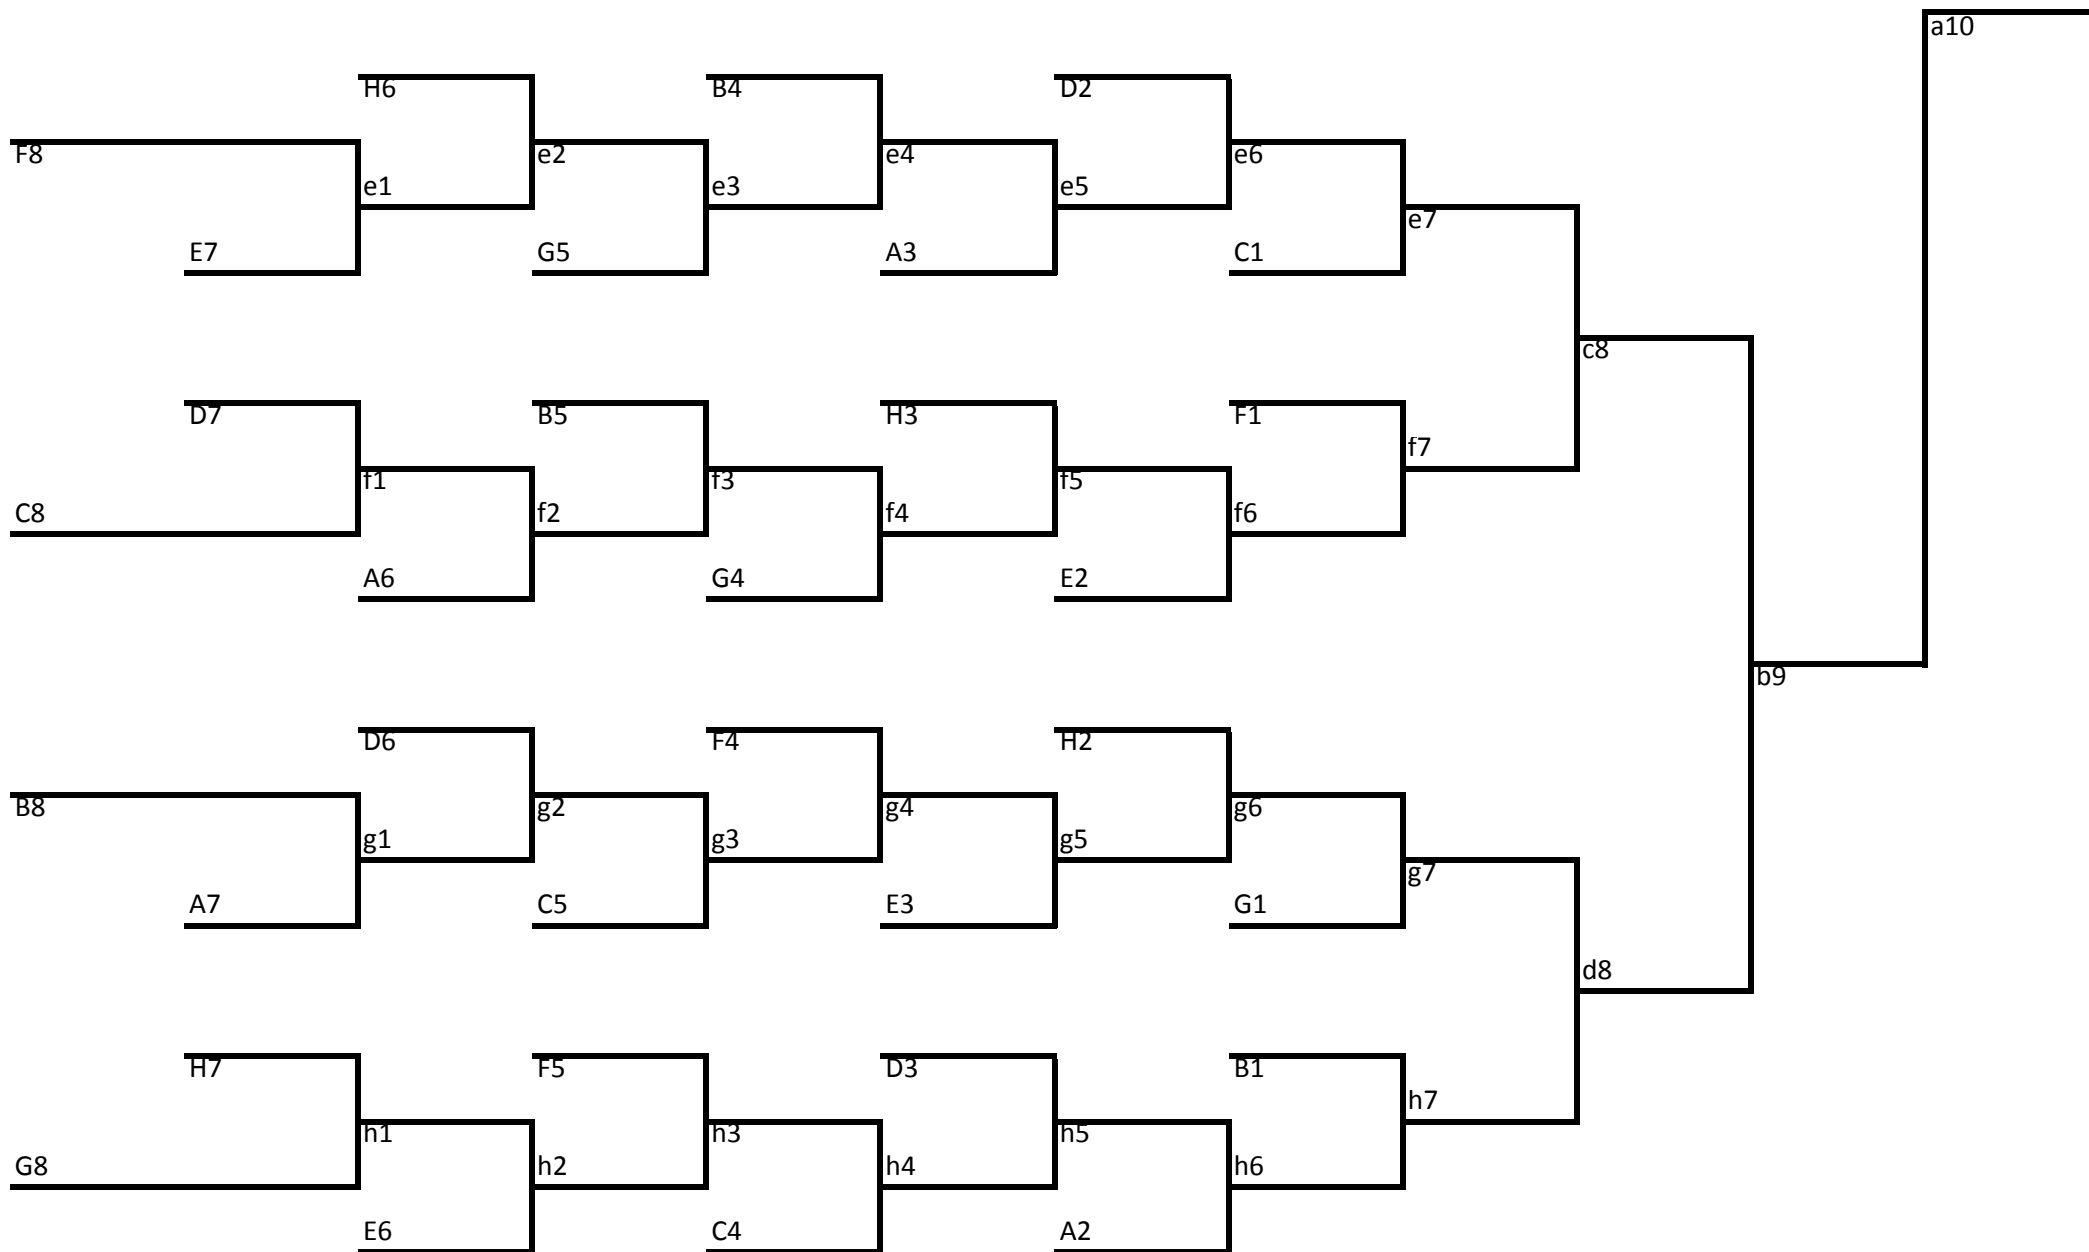 a10
H6 B4 D2
F8 e2 e4 e6
e1 e3 e5
e7
E7 G5 A3 C1
c8
D7 B5 H3 F1
f7
f1 f3 f5
C8 f2 f4 f6
A6 G4 E2
b9
D6 F4 H2
B8 g2 g4 g6
g1 g3 g5
g7
A7 C5 E3 G1
d8
H7 F5 D3 B1
h7
h1 h3 h5
G8 h2 h4 h6
E6 C4 A2